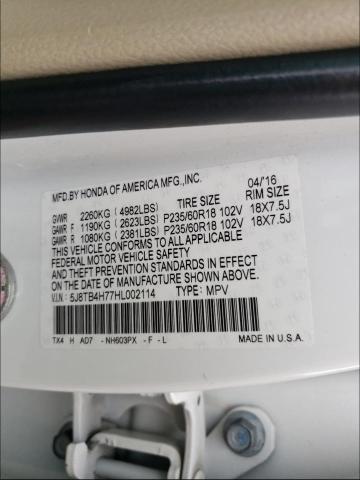 MFD.BY HONDA OF AMERICA MFG.,INC. 04/16
TIRE SIZE RIM SIZE
GVWR 2260KG (4982LBS)
GAWR F 1190KG (2623LBS) P235/60R18 102V 18X7.5J
GAWR R 1080KG (2381LBS) P235/60R18 102V 18X7.5J
THIS VEHICLE CONFORMS TO ALL APPLICABLE
FEDERAL MOTOR VEHICLE SAFETY
AND THEFT PREVENTION STANDARDS IN EFFECT
ON THE DATE OF MANUFACTURE SHOWN ABOVE.
V.I.N: 5J8TB4H77HL002114 TYPE: MPV
TX4 H AD7 - NH603PX - F - L U.S.A.